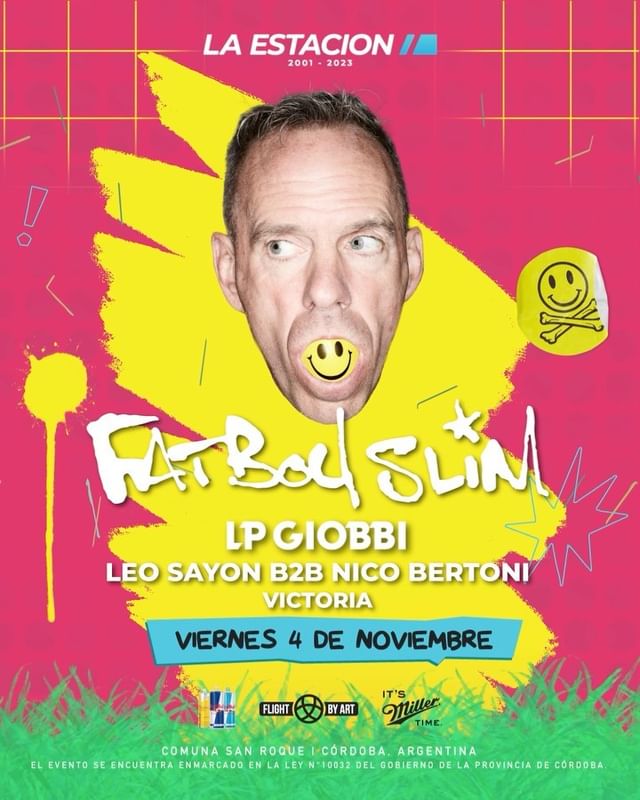 LA ESTACION
2001 - 2023
FATBOY SLIM
LP GIOBBI
LEO SAYON B2B NICO BERTONI
VICTORIA
VIERNES 4 DE NOVIEMBRE
FLIGHT BY ART
IT'S
Miller
TIME.
COMUNA SAN ROQUE | CÓRDOBA, ARGENTINA
EL EVENTO SE ENCUENTRA ENMARCADO EN LA LEY N°10032 DEL GOBIERNO DE LA PROVINCIA DE CÓRDOBA.